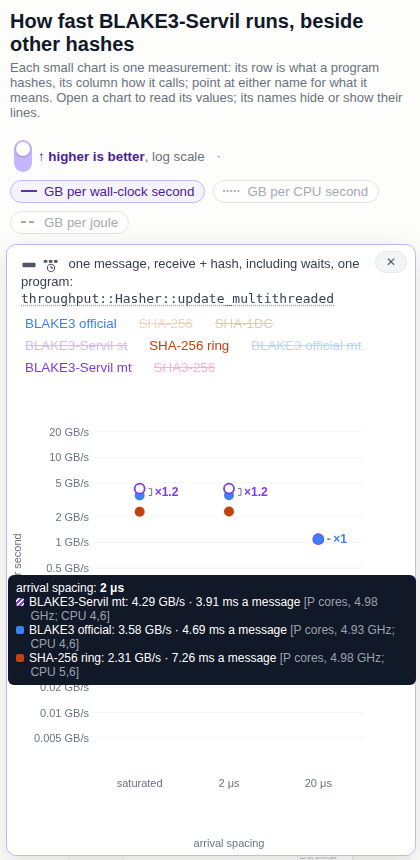 How fast BLAKE3-Servil runs, beside
other hashes
Each small chart is one measurement: its row is what a program
hashes, its column how it calls; point at either name for what it
means. Open a chart to read its values; its names hide or show their
lines.
↑ higher is better, log scale ·
GB per wall-clock second
GB per CPU second
GB per joule
one message, receive + hash, including waits, one
program:
throughput::Hasher::update_multithreaded
×
BLAKE3 official SHA-256 SHA-1DC
BLAKE3-Servil st SHA-256 ring BLAKE3 official mt
BLAKE3-Servil mt SHA3-256
20 GB/s
10 GB/s
5 GB/s
×1.2 ×1.2
2 GB/s
1 GB/s
×1
0.5 GB/s
r second
arrival spacing: 2 μs
BLAKE3-Servil mt: 4.29 GB/s · 3.91 ms a message [P cores, 4.98
GHz; CPU 4,6]
BLAKE3 official: 3.58 GB/s · 4.69 ms a message [P cores, 4.93 GHz;
CPU 4,6]
SHA-256 ring: 2.31 GB/s · 7.26 ms a message [P cores, 4.98 GHz;
CPU 5,6]
0.02 GB/s
0.01 GB/s
0.005 GB/s
saturated 2 μs 20 μs
arrival spacing